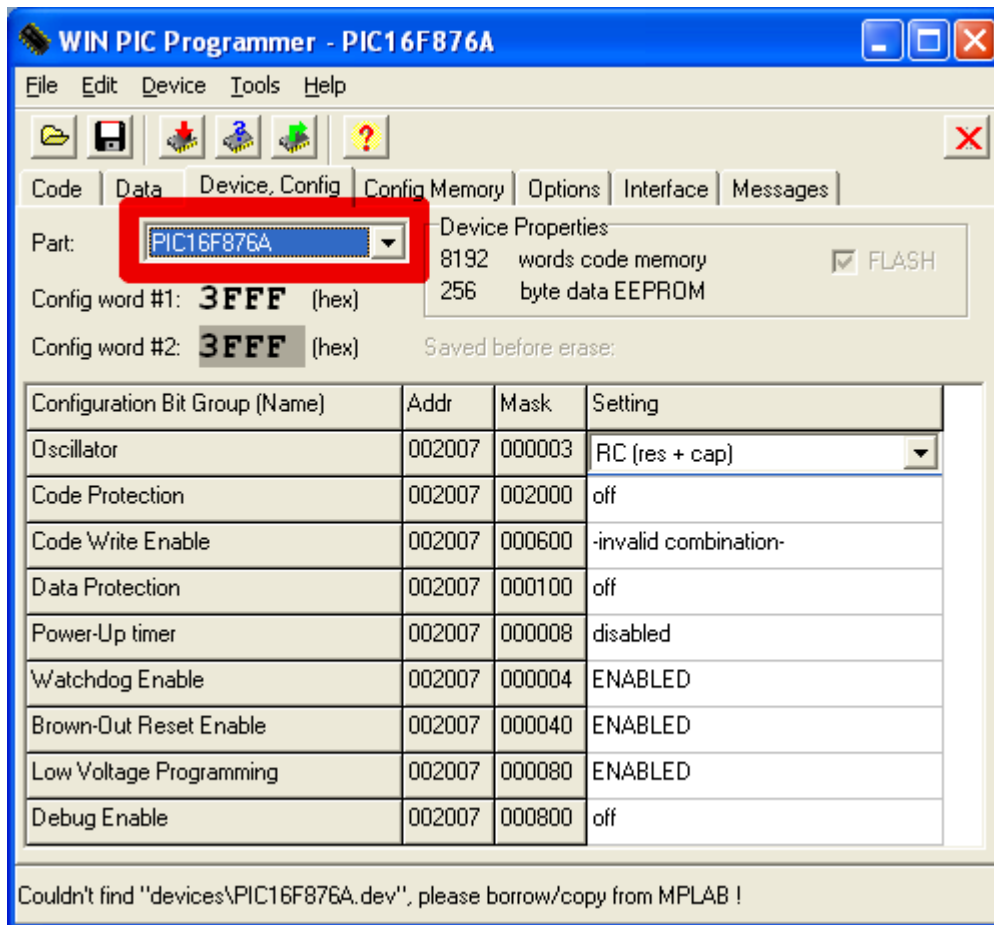 WIN PIC Programmer - PIC16F876A
File Edit Device Tools Help
Code Data Device, Config Config Memory Options Interface Messages
Part: PIC16F876A
Device Properties
8192 words code memory FLASH
256 byte data EEPROM
Config word #1: 3FFF (hex)
Config word #2: 3FFF (hex) Saved before erase:
Configuration Bit Group (Name) Addr Mask Setting
Oscillator 002007 000003 RC (res + cap)
Code Protection 002007 002000 off
Code Write Enable 002007 000600 -invalid combination-
Data Protection 002007 000100 off
Power-Up timer 002007 000008 disabled
Watchdog Enable 002007 000004 ENABLED
Brown-Out Reset Enable 002007 000040 ENABLED
Low Voltage Programming 002007 000080 ENABLED
Debug Enable 002007 000800 off
Couldn't find "devices\PIC16F876A.dev", please borrow/copy from MPLAB !